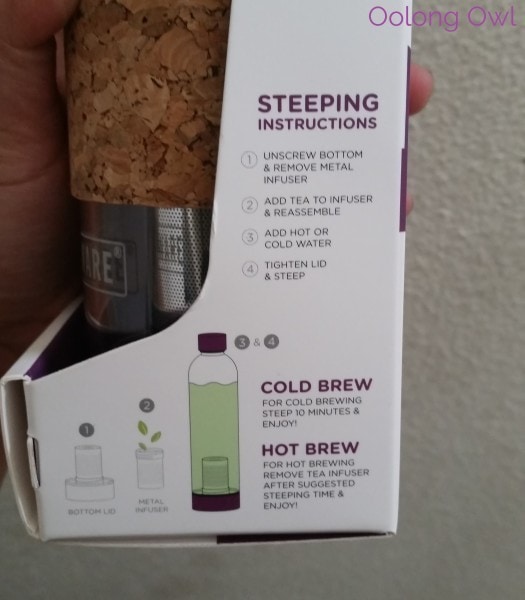 Oolong Owl
STEEPING
INSTRUCTIONS
1 UNSCREW BOTTOM
& REMOVE METAL
INFUSER
2 ADD TEA TO INFUSER
& REASSEMBLE
3 ADD HOT OR
COLD WATER
4 TIGHTEN LID
& STEEP
ARE
3 & 4
COLD BREW
FOR COLD BREWING
STEEP 10 MINUTES &
ENJOY!
HOT BREW
FOR HOT BREWING
REMOVE TEA INFUSER
AFTER SUGGESTED
STEEPING TIME &
ENJOY!
1
BOTTOM LID
2
METAL
INFUSER